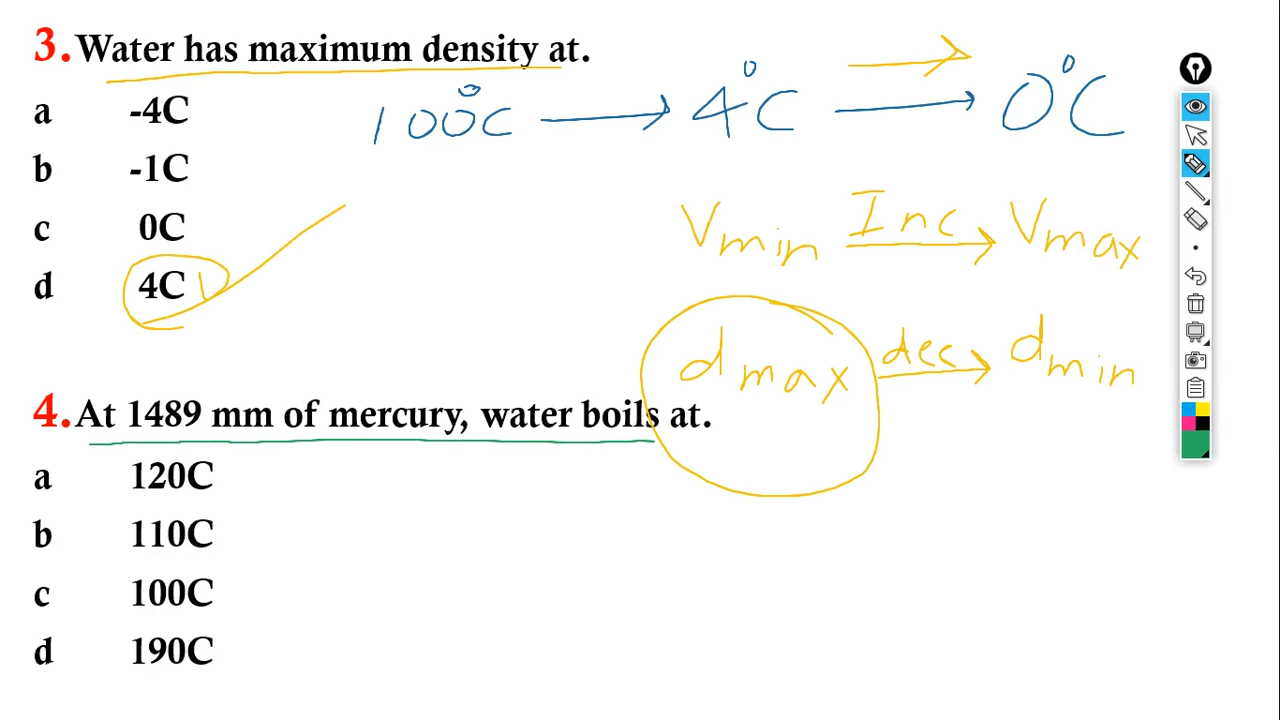 3. Water has maximum density at.
a -4C
b -1C
c 0C
d 4C
100°C → 4°C → 0°C
Vmin Inc → Vmax
dmax dec → dmin
4. At 1489 mm of mercury, water boils at.
a 120C
b 110C
c 100C
d 190C